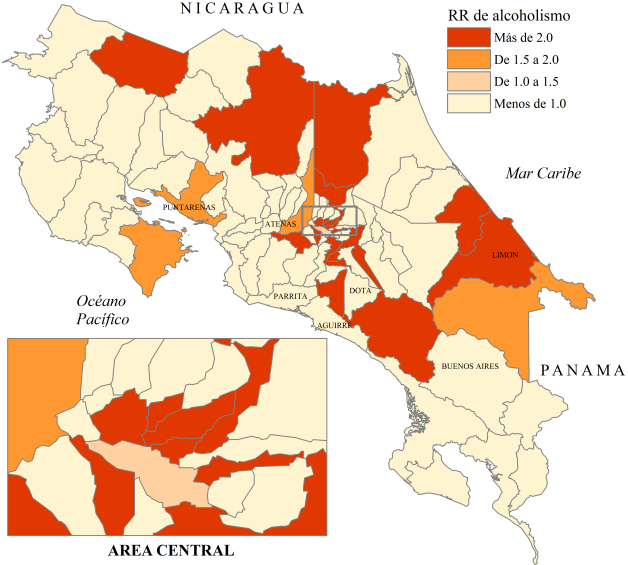 NICARAGUA
RR de alcoholismo
Más de 2.0
De 1.5 a 2.0
De 1.0 a 1.5
Menos de 1.0
Mar Caribe
PUNTARENAS
ATENAS
LIMON
Océano
Pacífico
PARRITA
DOTA
AGUIRRE
BUENOS AIRES
PANAMA
AREA CENTRAL